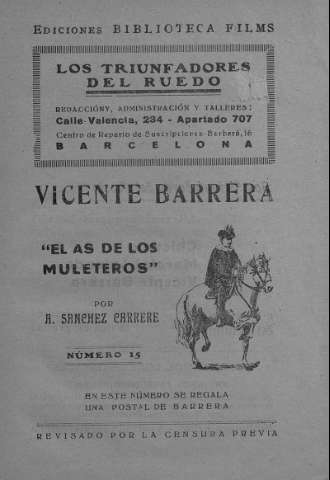 EDICIONES BIBLIOTECA FILMS
LOS TRIUNFADORES
DEL RUEDO
REDACCIÓNY, ADMINISTRACIÓN Y TALLERES:
Calle-Valencia, 234 - Apartado 707
Centro de Reparto de Suscripciones-Barbará, 16
BARCELONA
VICENTE BARRERA
"EL AS DE LOS
MULETEROS"
POR
A. SANCHEZ CARRERE
NÚMERO 15
EN ESTE NÚMERO SE REGALA
UNA POSTAL DE BARRERA
REVISADO POR LA CENSURA PREVIA